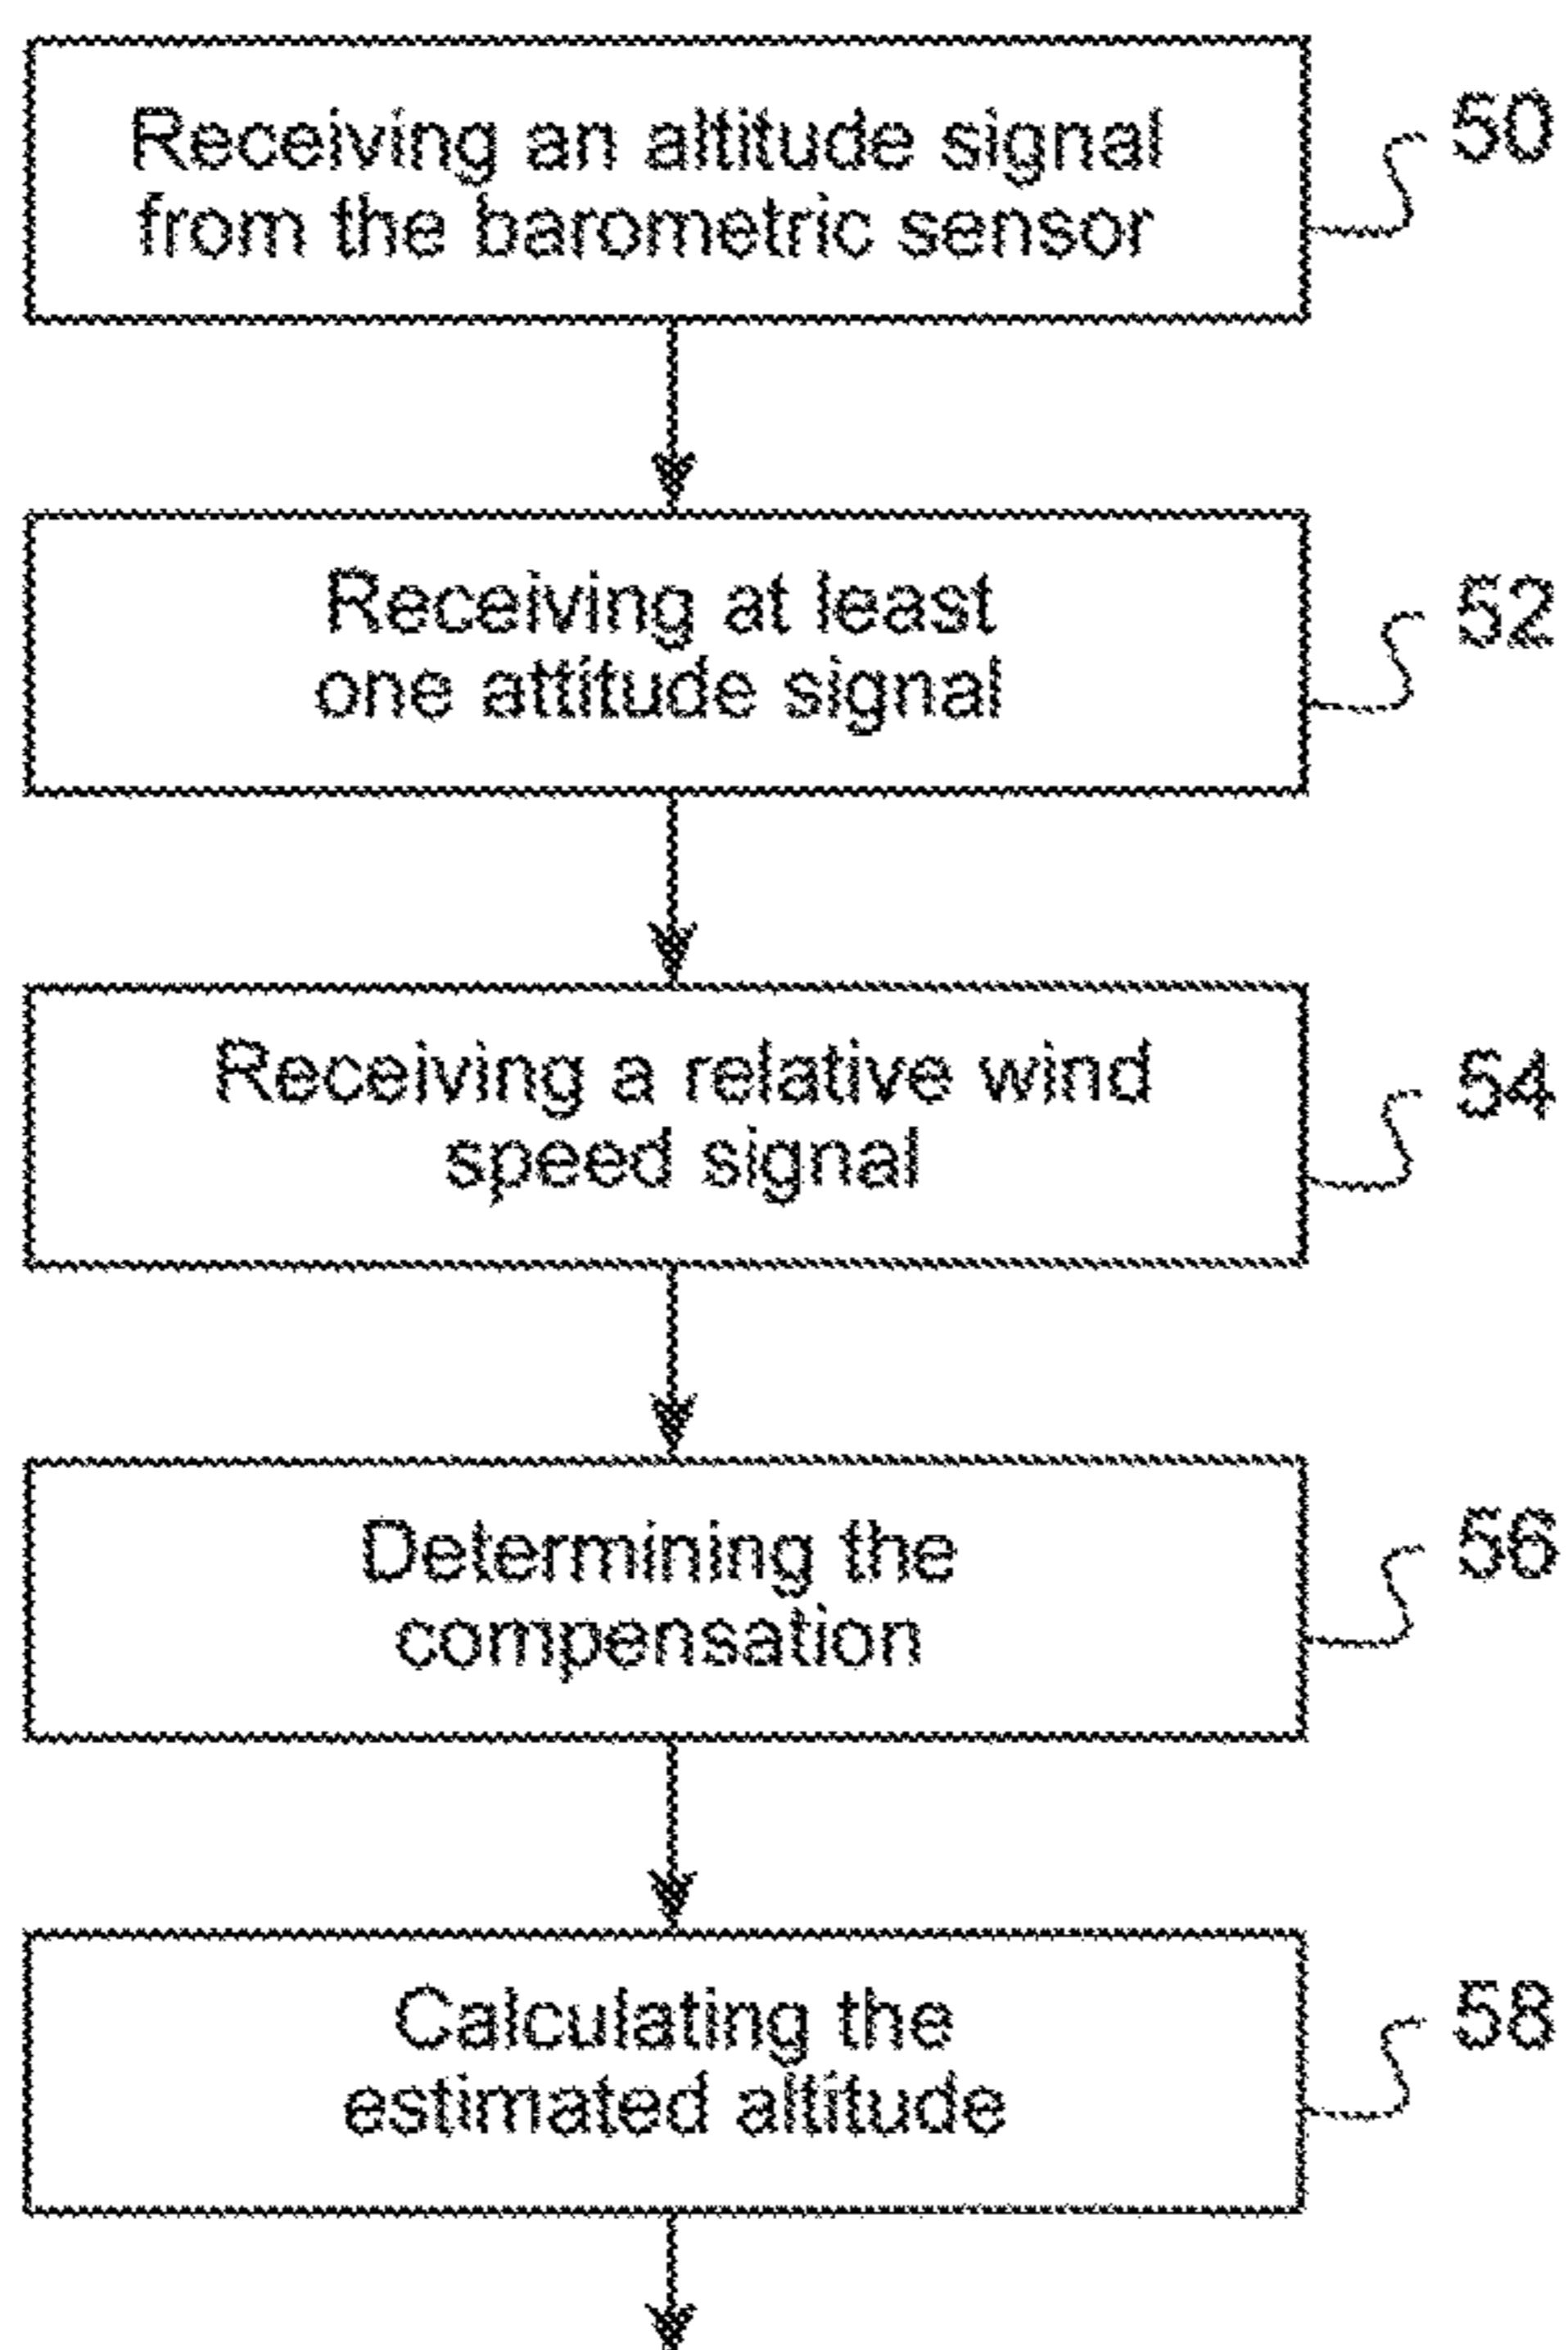 Receiving an altitude signal
from the barometric sensor
50
Receiving at least
one attitude signal
52
Receiving a relative wind
speed signal
54
Determining the
compensation
56
Calculating the
estimated altitude
58